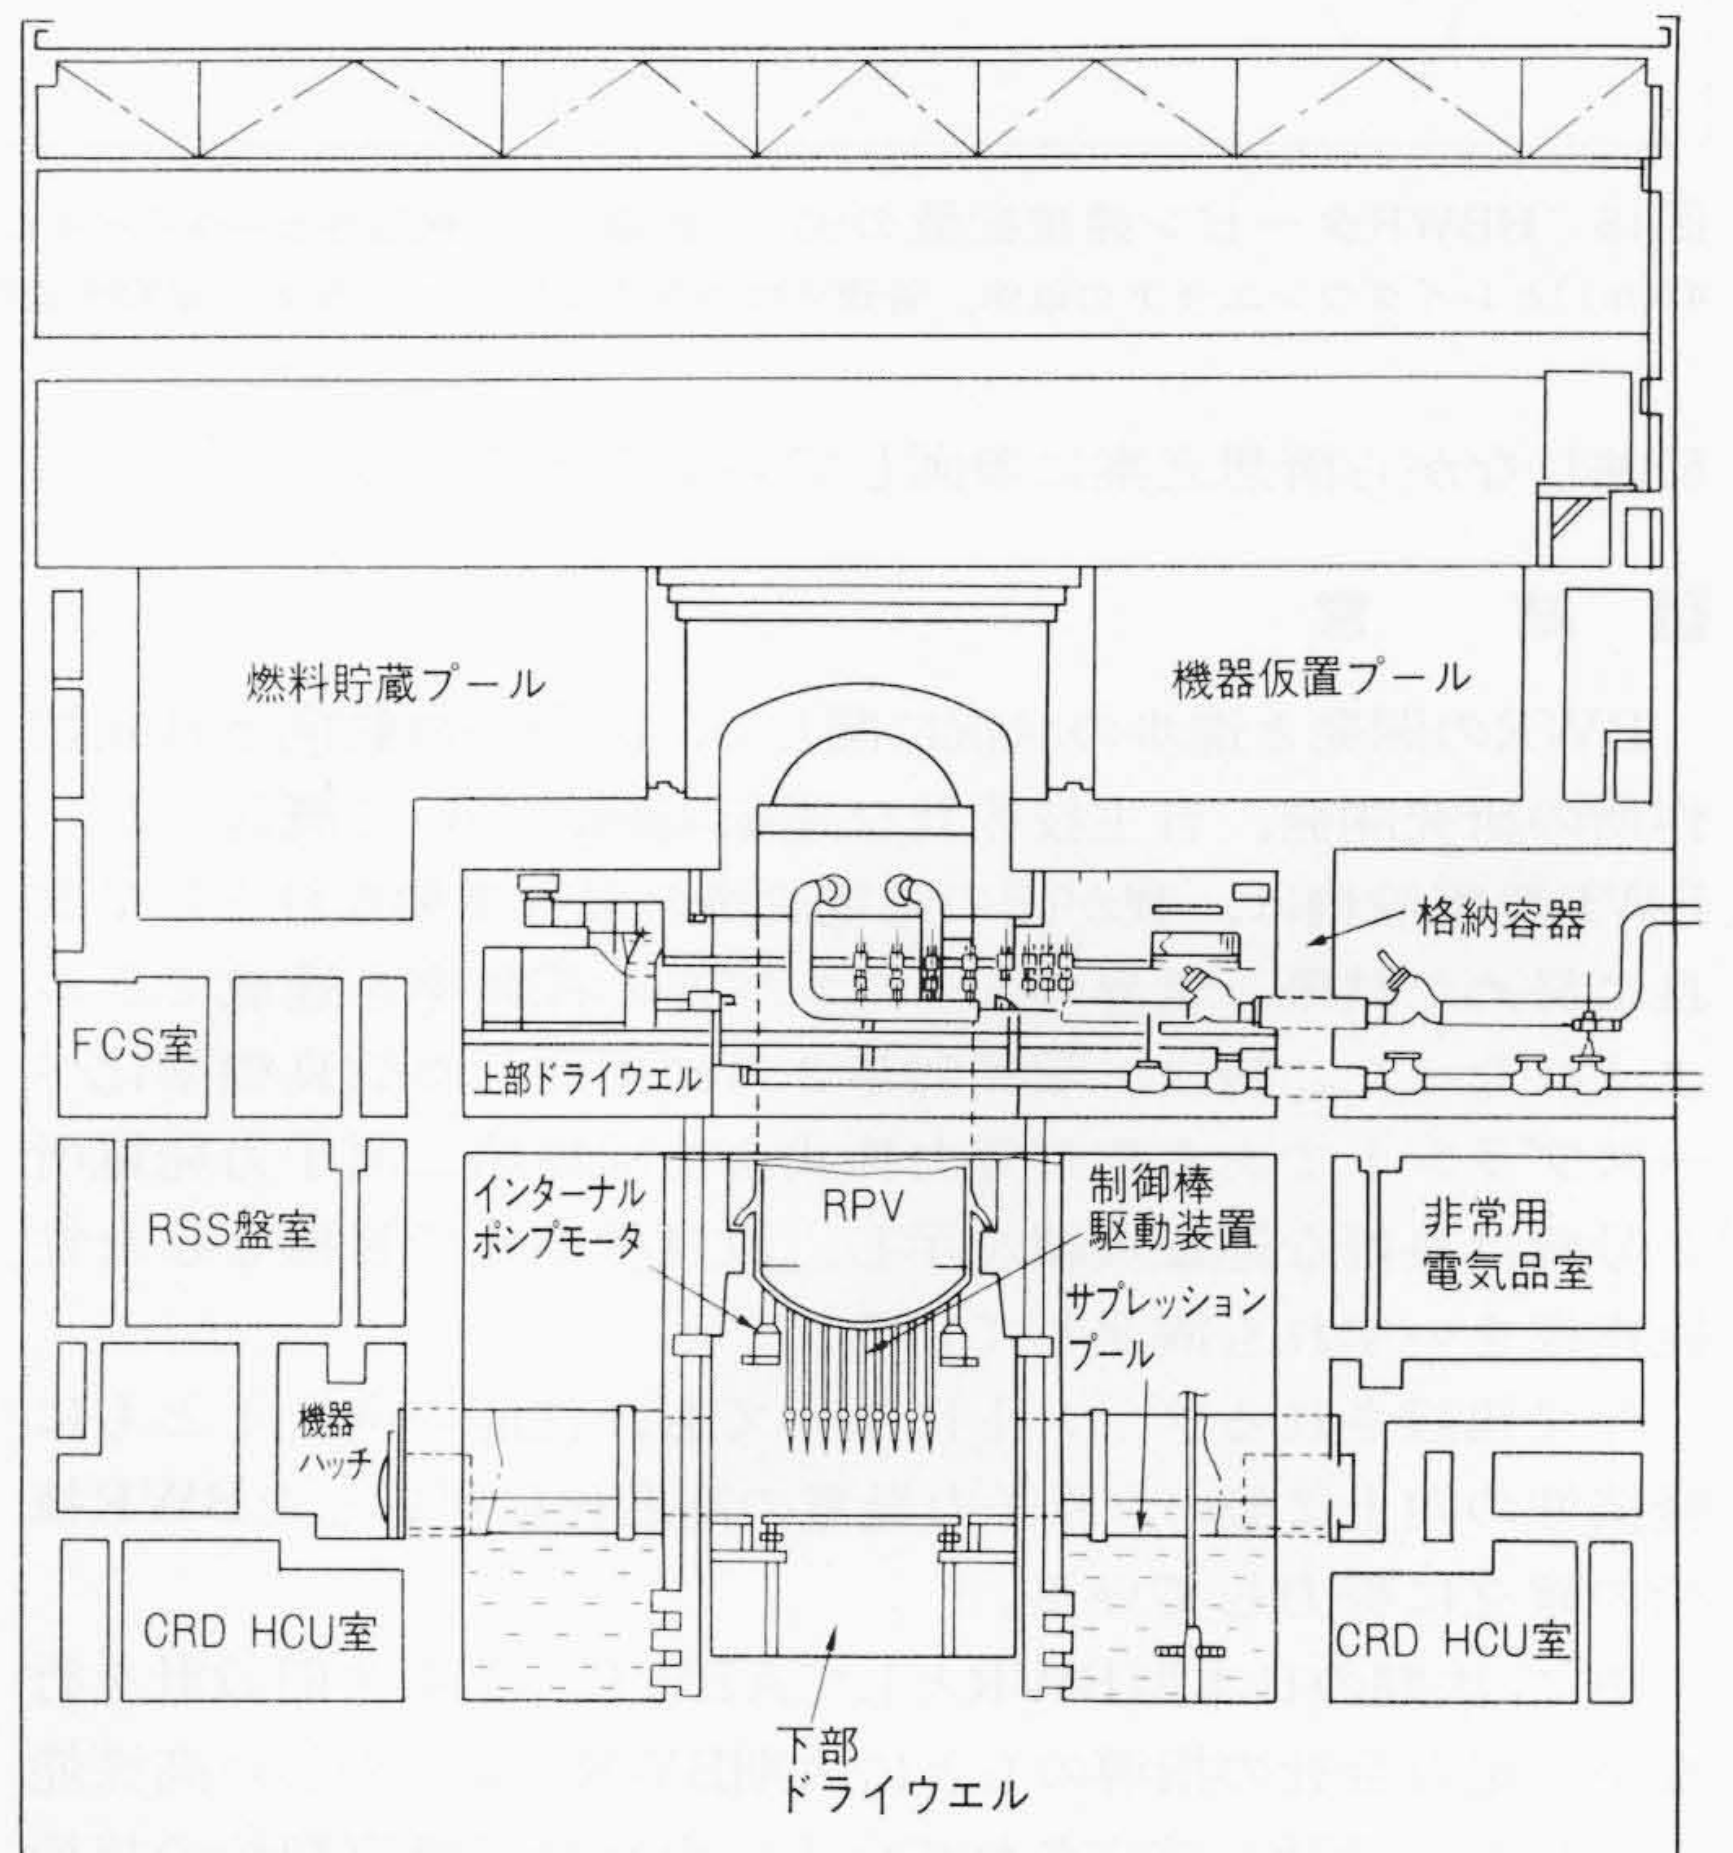 燃料貯蔵プール
機器仮置プール
格納容器
FCS室
上部ドライウエル
RSS盤室
インターナル
ポンプモータ
RPV
制御棒
駆動装置
サプレッション
プール
非常用
電気品室
機器
ハッチ
CRD HCU室
CRD HCU室
下部
ドライウエル